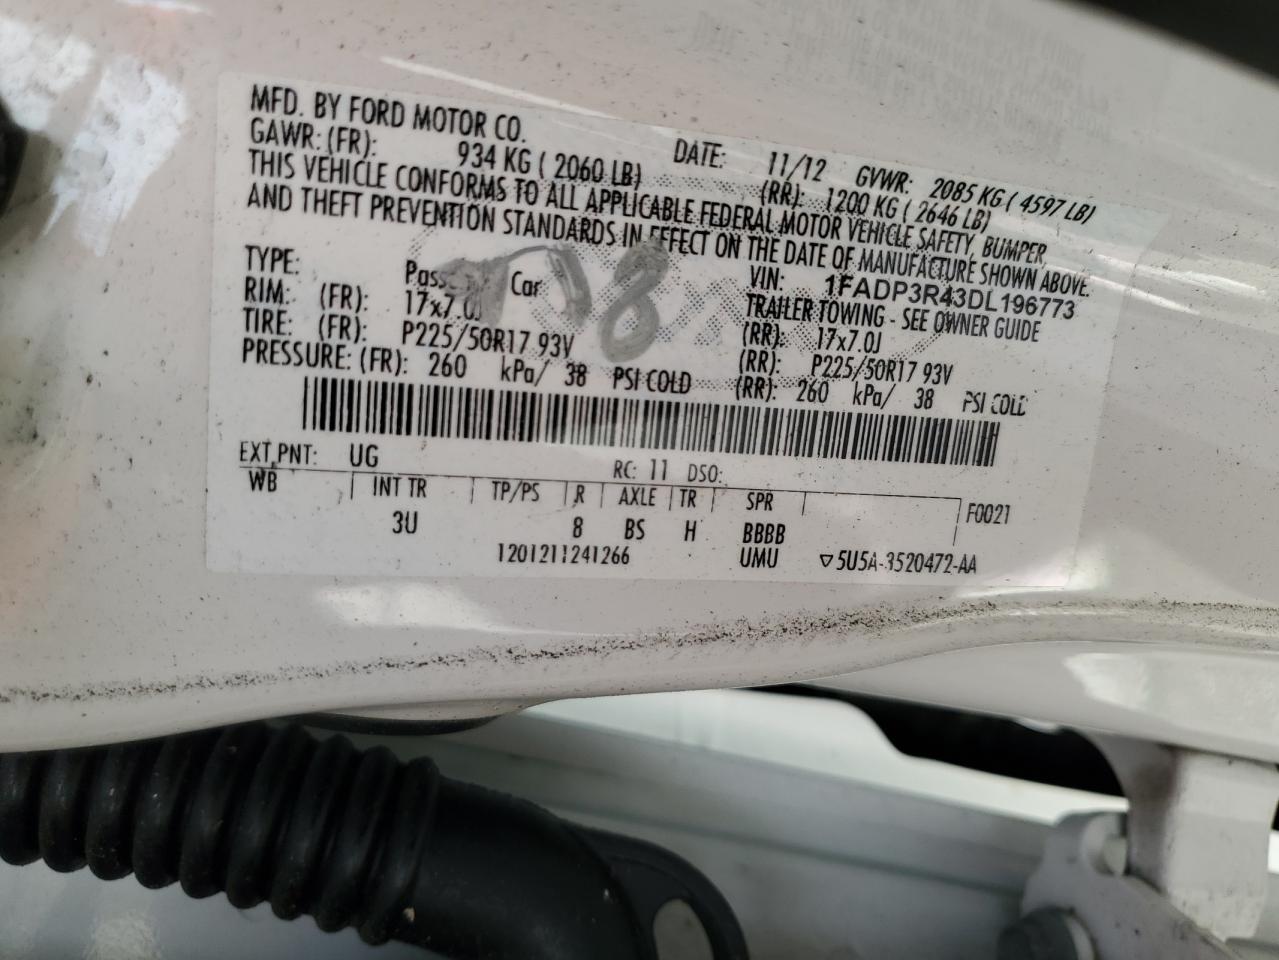 MFD. BY FORD MOTOR CO.
DATE: 11/12 GVWR: 2085 KG ( 4597 LB)
GAWR: (FR): 934 KG ( 2060 LB) (RR): 1200 KG ( 2646 LB)
THIS VEHICLE CONFORMS TO ALL APPLICABLE FEDERAL MOTOR VEHICLE SAFETY, BUMPER,
AND THEFT PREVENTION STANDARDS IN EFFECT ON THE DATE OF MANUFACTURE SHOWN ABOVE.
VIN: 1FADP3R43DL196773
TYPE: Car
TRAILER TOWING - SEE OWNER GUIDE
RIM: (FR): 17x7.0J (RR): 17x7.0J
TIRE: (FR): P225/50R17 93V (RR): P225/50R17 93V
PRESSURE: (FR): 260 kPa/ 38 PSI COLD (RR): 260 kPa/ 38 PSI COLD
8
EXT PNT: UG RC: 11 DSO:
WB INT TR TP/PS R AXLE TR SPR F0021
3U 8 BS H BBBB
1201211241266 UMU ▽5U5A-3520472-AA